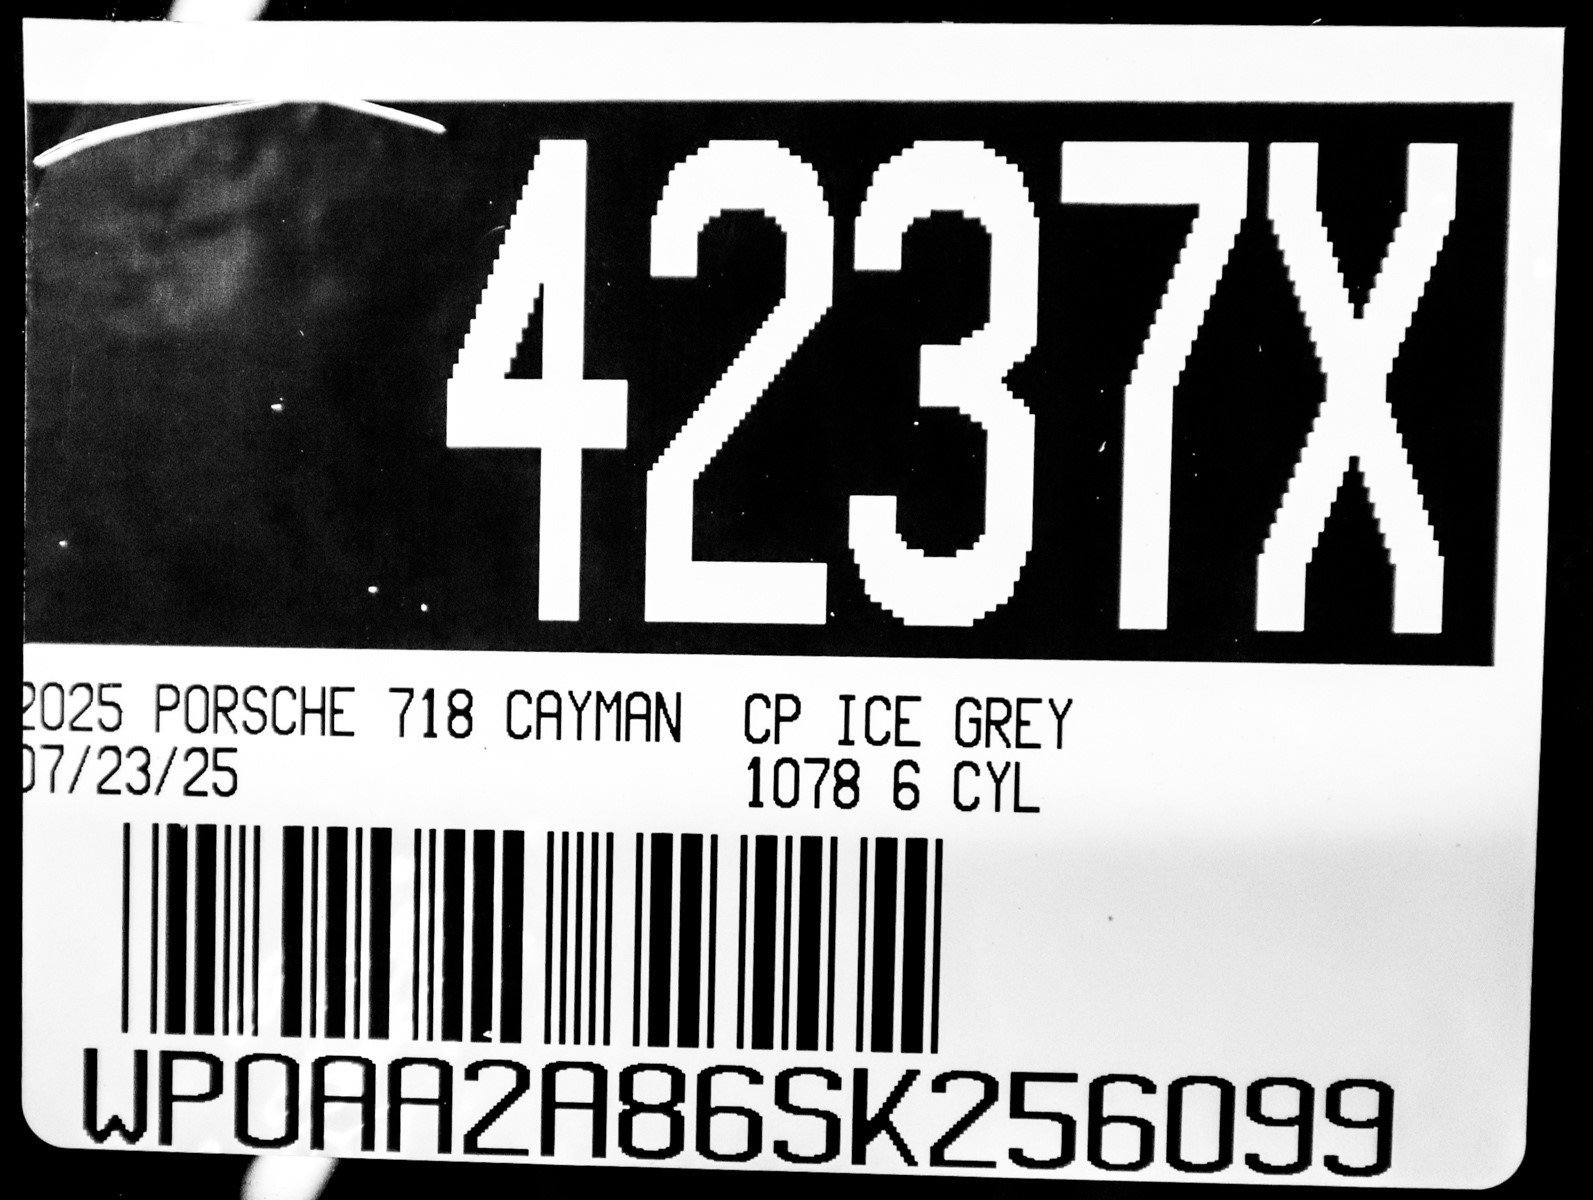 4237X
2025 PORSCHE 718 CAYMAN CP ICE GREY
07/23/25 1078 6 CYL
WP0AA2A86SK256099